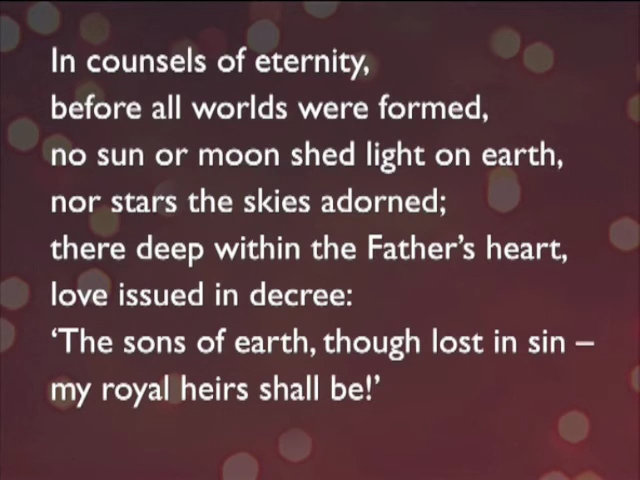 In counsels of eternity,
before all worlds were formed,
no sun or moon shed light on earth,
nor stars the skies adorned;
there deep within the Father’s heart,
love issued in decree:
‘The sons of earth, though lost in sin –
my royal heirs shall be!’